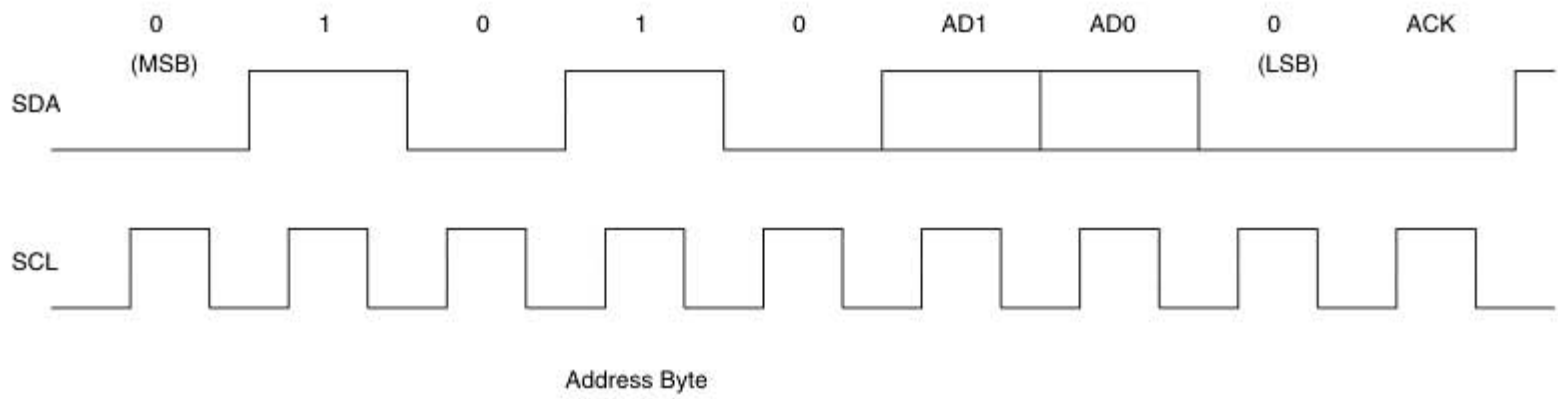 0 1 0 1 0 AD1 AD0 0 ACK
(MSB) (LSB)
SDA
SCL
Address Byte